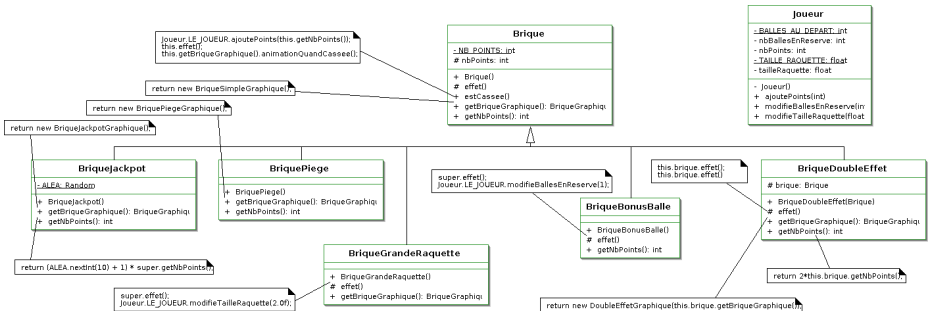 Joueur.LE_JOUEUR.ajoutePoints(this.getNbPoints());
this.effet();
this.getBriqueGraphique().animationQuandCassee();
Brique
- NB_POINTS: int
# nbPoints: int
+ Brique()
# effet()
+ estCassee()
+ getBriqueGraphique(): BriqueGraphiqu
+ getNbPoints(): int
Joueur
- BALLES_AU_DEPART: int
- nbBallesEnReserve: int
- nbPoints: int
- TAILLE_RAQUETTE: float
- tailleRaquette: float
- Joueur()
+ ajoutePoints(int)
+ modifieBallesEnReserve(in
+ modifieTailleRaquette(float
return new BriqueSimpleGraphique();
return new BriquePiegeGraphique();
return new BriqueJackpotGraphique();
BriqueJackpot
- ALEA: Random
+ BriqueJackpot()
+ getBriqueGraphique(): BriqueGraphiqu
+ getNbPoints(): int
BriquePiege
+ BriquePiege()
+ getBriqueGraphique(): BriqueGraphiqu
+ getNbPoints(): int
super.effet();
Joueur.LE_JOUEUR.modifieBallesEnReserve(1);
BriqueBonusBalle
+ BriqueBonusBalle()
# effet()
+ getNbPoints(): int
this.brique.effet();
this.brique.effet()
BriqueDoubleEffet
# brique: Brique
+ BriqueDoubleEffet(Brique)
# effet()
+ getBriqueGraphique(): BriqueGraphiqu
+ getNbPoints(): int
BriqueGrandeRaquette
+ BriqueGrandeRaquette()
# effet()
+ getBriqueGraphique(): BriqueGraphiqu
return (ALEA.nextInt(10) + 1) * super.getNbPoints();
super.effet();
Joueur.LE_JOUEUR.modifieTailleRaquette(2.0f);
return 2*this.brique.getNbPoints();
return new DoubleEffetGraphique(this.brique.getBriqueGraphique());